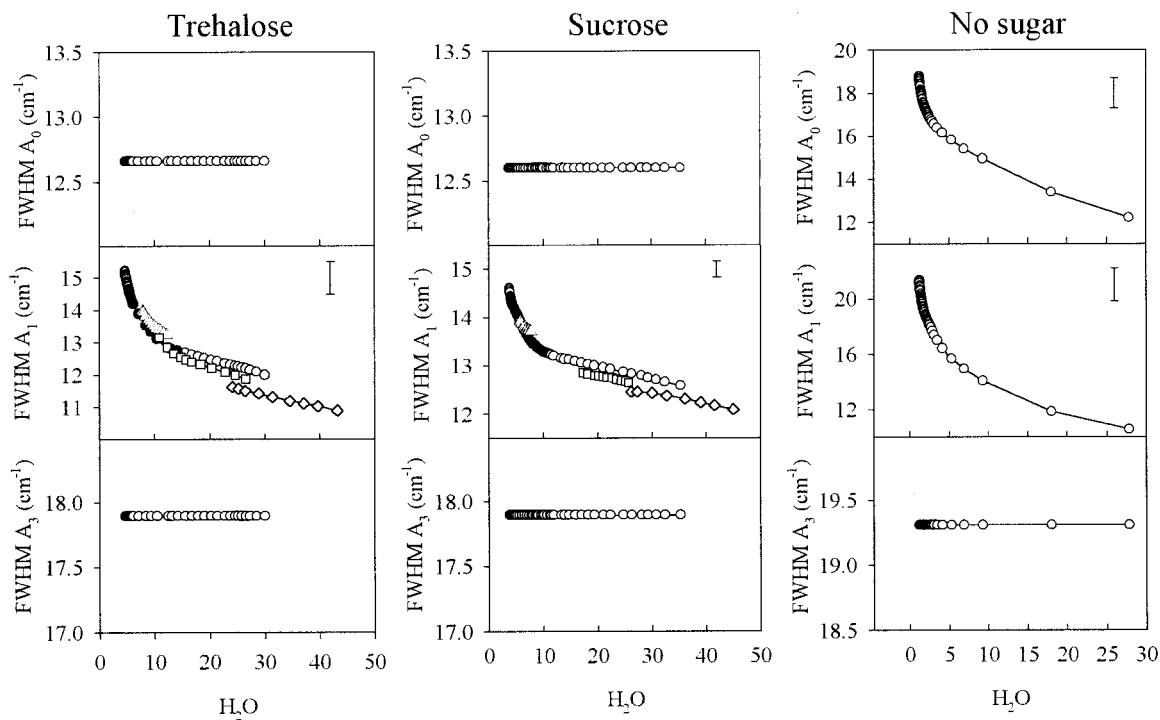 Trehalose
Sucrose
No sugar
FWHM A₀ (cm⁻¹)
13.5
13.0
12.5
FWHM A₀ (cm⁻¹)
13.5
13.0
12.5
FWHM A₀ (cm⁻¹)
20
18
16
14
12
FWHM A₁ (cm⁻¹)
15
14
13
12
11
FWHM A₁ (cm⁻¹)
15
14
13
12
FWHM A₁ (cm⁻¹)
20
16
12
FWHM A₃ (cm⁻¹)
18.0
17.5
17.0
FWHM A₃ (cm⁻¹)
18.0
17.5
17.0
FWHM A₃ (cm⁻¹)
19.5
19.0
18.5
0 10 20 30 40 50
0 10 20 30 40 50
0 5 10 15 20 25 30
H₂O
H₂O
H₂O